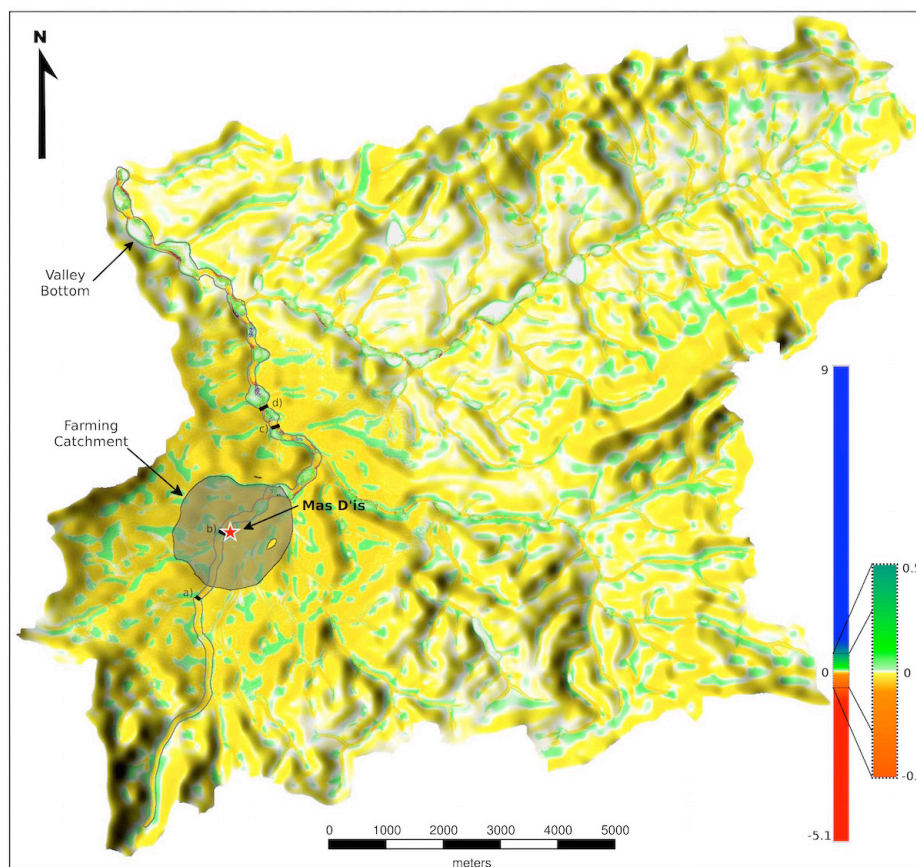 N
Valley
Bottom
9
d)
c)
Farming
Catchment
Mas D'is
b)
a)
0
0
-5.1
0 1000 2000 3000 4000 5000
meters